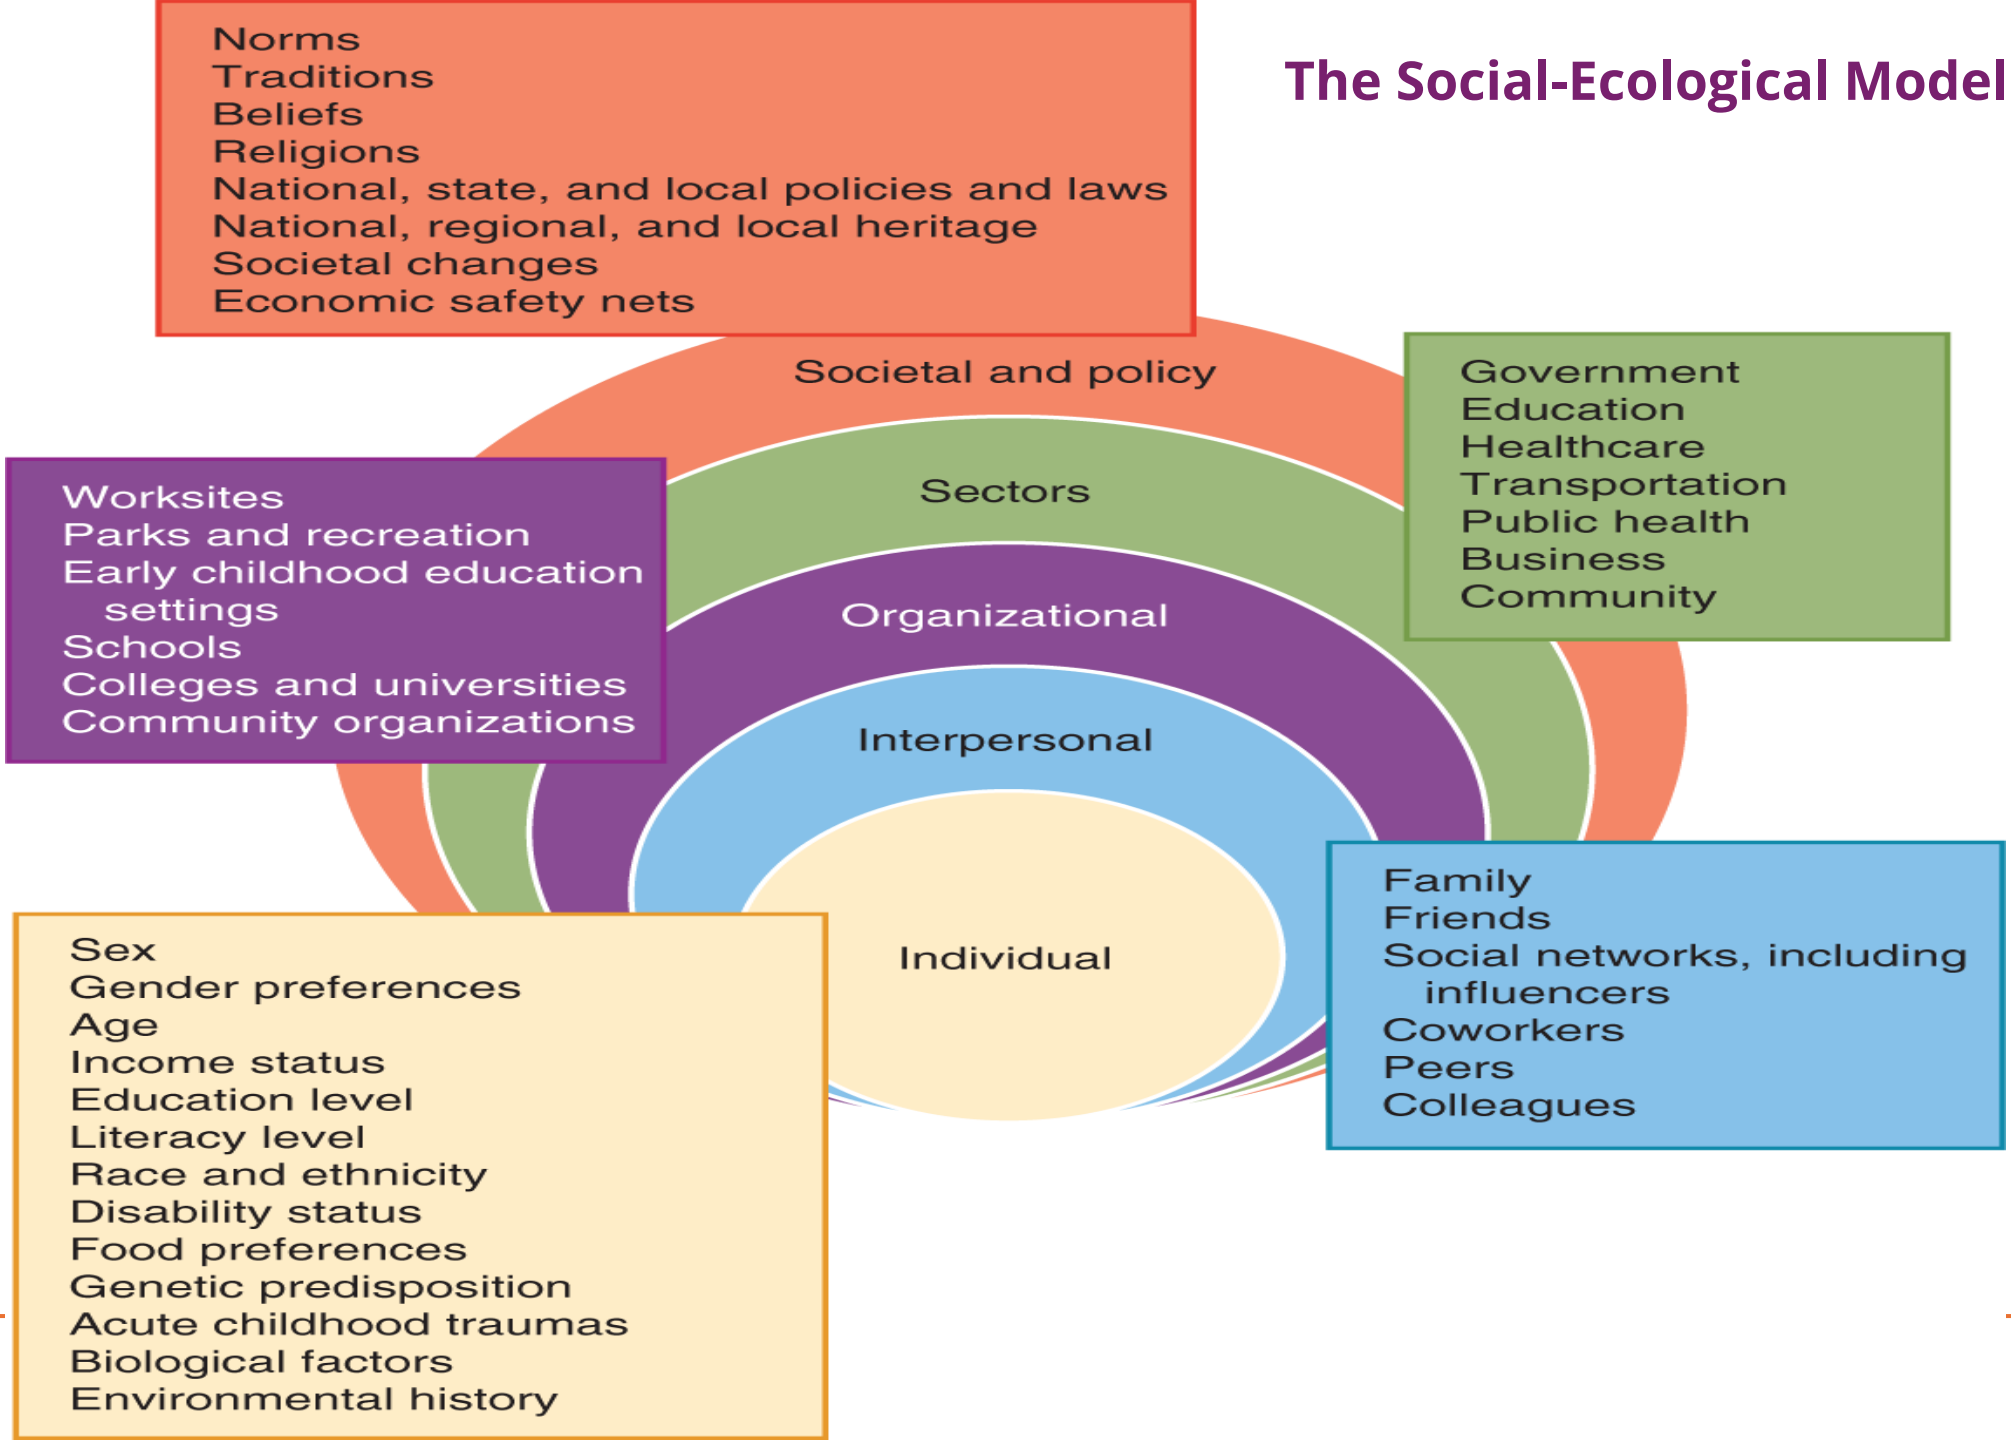 The Social-Ecological Model
Norms
Traditions
Beliefs
Religions
National, state, and local policies and laws
National, regional, and local heritage
Societal changes
Economic safety nets
Societal and policy
Government
Education
Healthcare
Transportation
Public health
Business
Community
Sectors
Worksites
Parks and recreation
Early childhood education
settings
Schools
Colleges and universities
Community organizations
Organizational
Interpersonal
Family
Friends
Social networks, including
influencers
Coworkers
Peers
Colleagues
Individual
Sex
Gender preferences
Age
Income status
Education level
Literacy level
Race and ethnicity
Disability status
Food preferences
Genetic predisposition
Acute childhood traumas
Biological factors
Environmental history